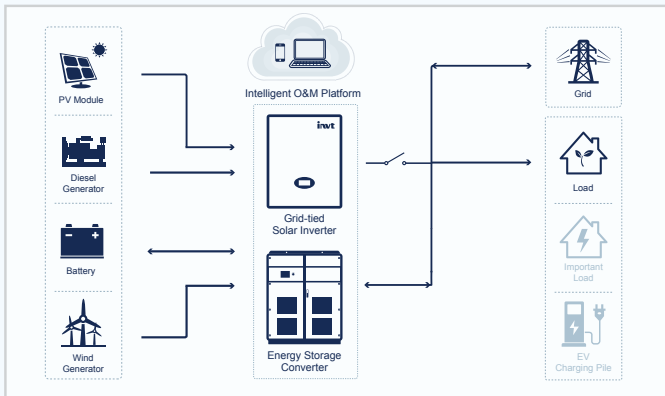 PV Module
Diesel
Generator
Battery
Wind
Generator
Intelligent O&M Platform
invt
Grid-tied
Solar Inverter
Energy Storage
Converter
Grid
Load
Important
Load
EV
Charging Pile